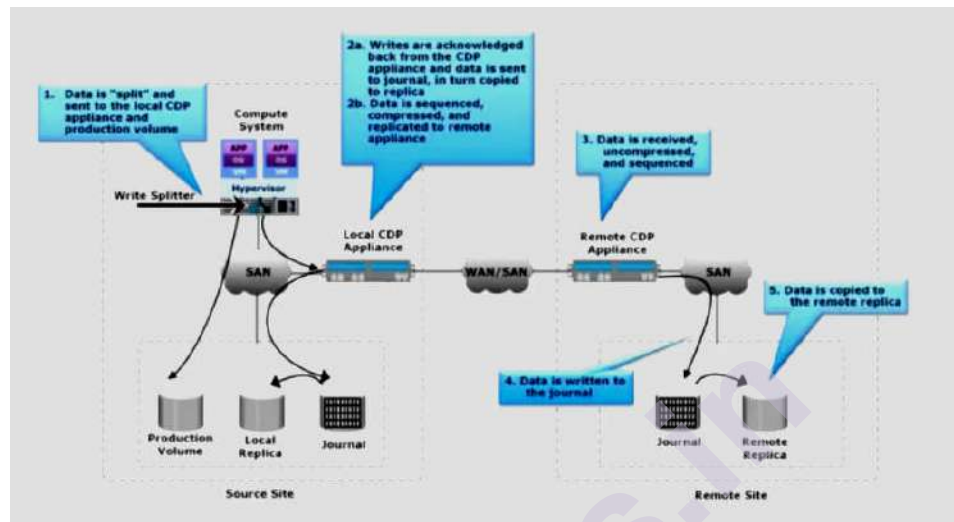 1. Data is "split" and
sent to the local CDP
appliance and
production volume
2a. Writes are acknowledged
back from the CDP
appliance and data is sent
to journal, in turn copied
to replica
2b. Data is sequenced,
compressed, and
replicated to remote
appliance
Compute
System
APP
APP
OS
OS
VM
VM
Hypervisor
Write Splitter
3. Data is received,
uncompressed,
and sequenced
Local CDP
Appliance
Remote CDP
Appliance
SAN
WAN/SAN
SAN
5. Data is copied to
the remote replica
4. Data is written to
the journal
Production
Volume
Local
Replica
Journal
Journal
Remote
Replica
Source Site
Remote Site